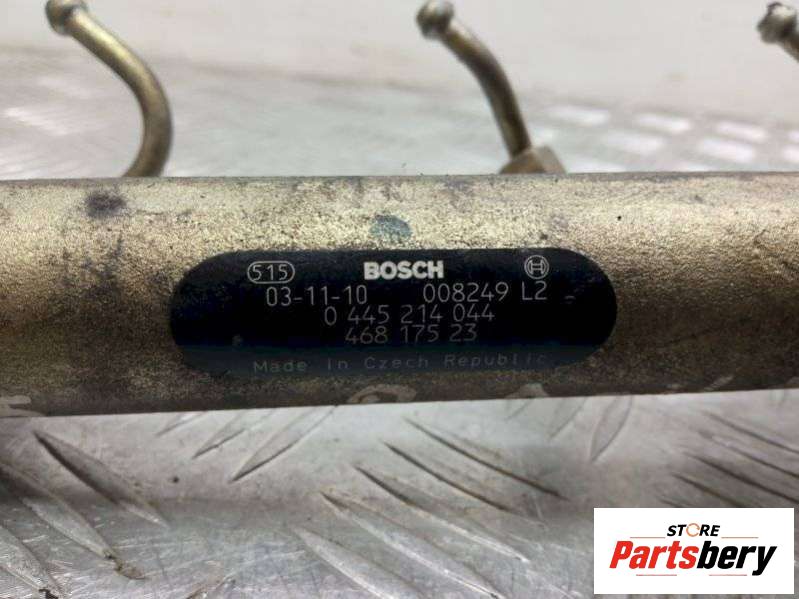 515 BOSCH
03-11-10 008249 L2
0 445 214 044
468 175 23
Made in Czech Republic
STORE
Partsbery